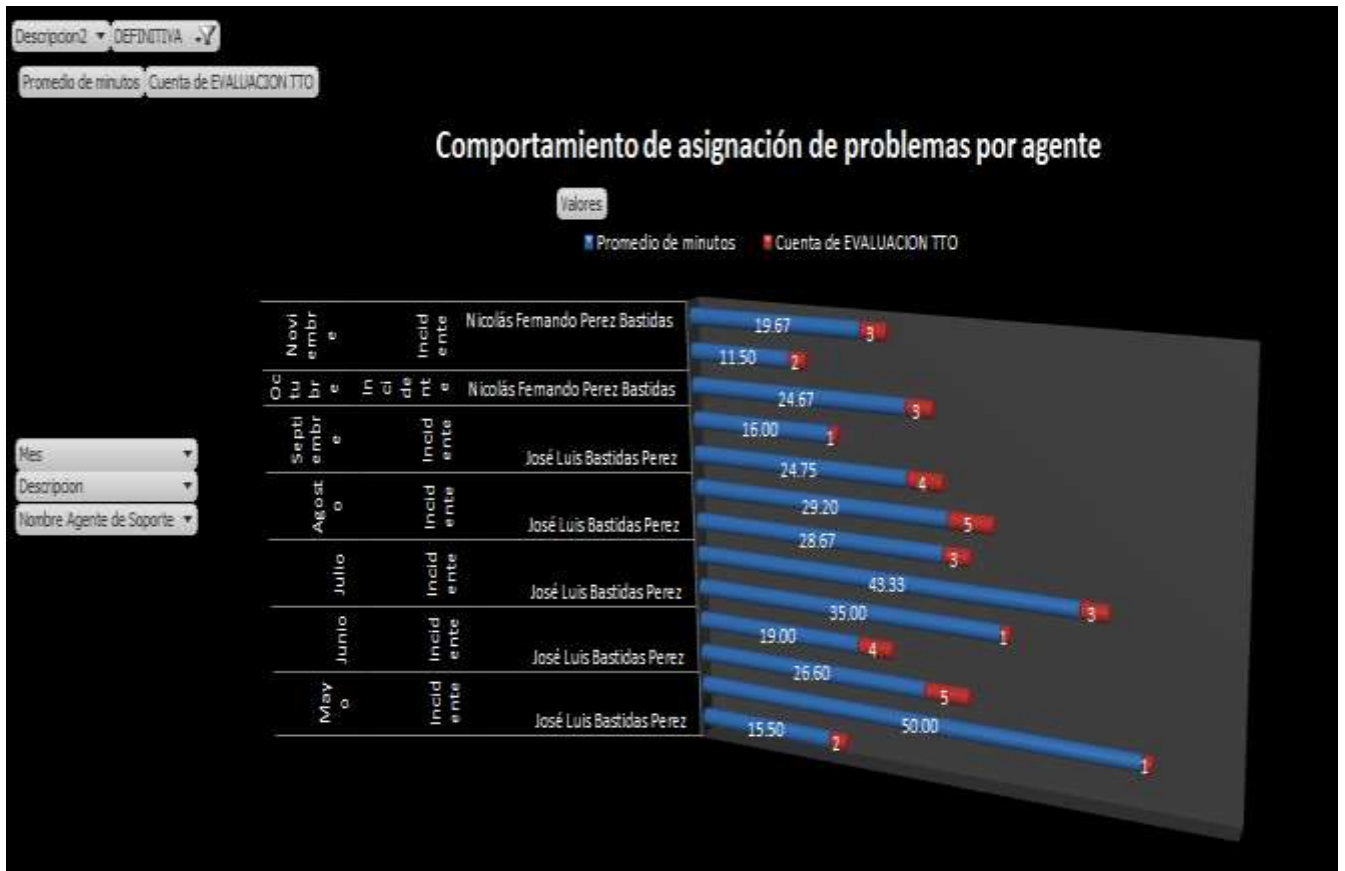 Descripcion2 DEFINITIVA
Promedio de minutos Cuenta de EVALUACION TTO
Comportamiento de asignación de problemas por agente
Valores
Promedio de minutos Cuenta de EVALUACION TTO
Noviembre Incidente Nicolás Fernando Perez Bastidas 19.67 3
11.50 2
Octubre Incidente Nicolás Fernando Perez Bastidas 24.67 3
16.00 1
Septiembre Incidente José Luis Bastidas Perez 24.75 4
29.20 5
Agosto Incidente José Luis Bastidas Perez 28.67 3
43.33 3
Julio Incidente José Luis Bastidas Perez 35.00 1
19.00 4
Junio Incidente José Luis Bastidas Perez 26.60 5
50.00 1
Mayo Incidente José Luis Bastidas Perez 15.50 2
Mes
Descripcion
Nombre Agente de Soporte